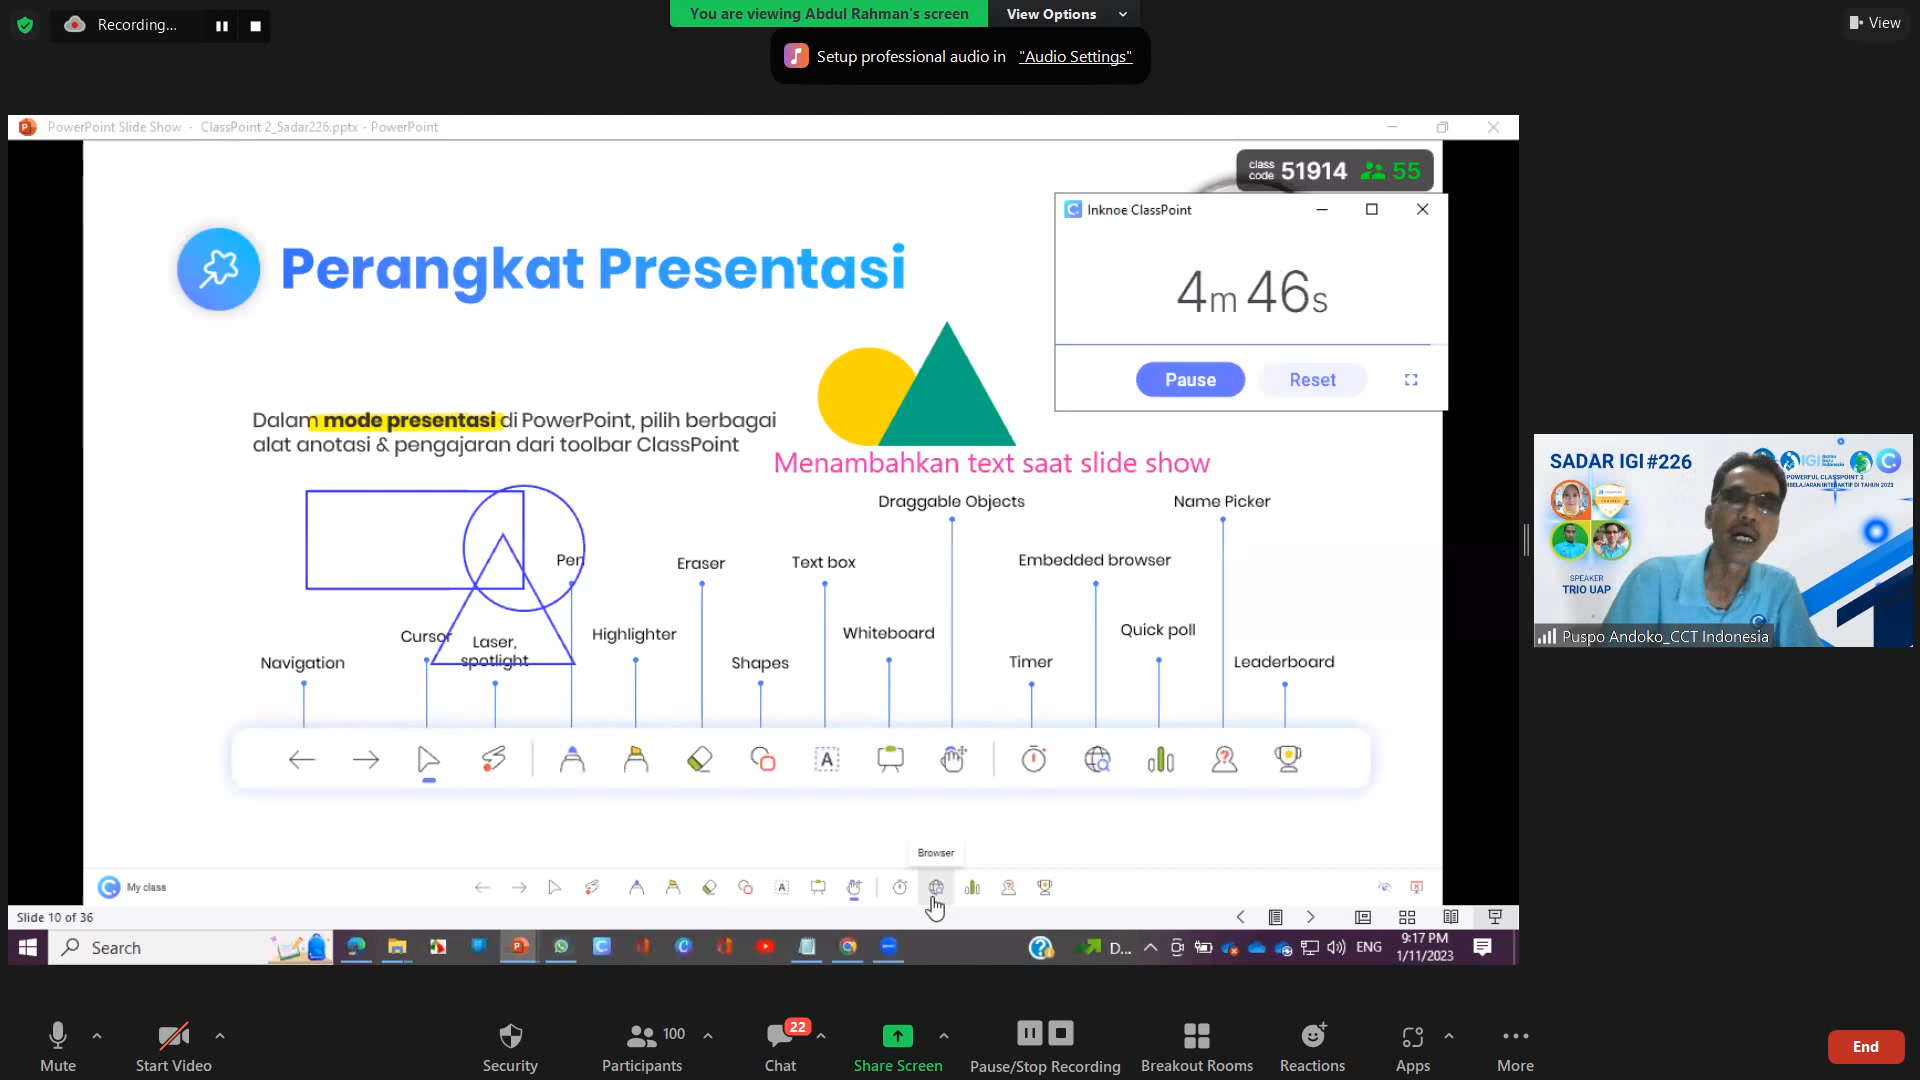 Recording...
You are viewing Abdul Rahman's screen
View Options
View
Setup professional audio in "Audio Settings"
PowerPoint Slide Show - ClassPoint 2_Sadar226.pptx - PowerPoint
class code 51914 55
Inknoe ClassPoint
4m 46s
Pause
Reset
Perangkat Presentasi
Dalam mode presentasi di PowerPoint, pilih berbagai
alat anotasi & pengajaran dari toolbar ClassPoint
Menambahkan text saat slide show
Draggable Objects
Name Picker
Pen
Eraser
Text box
Embedded browser
Cursor
Laser,
spotlight
Highlighter
Whiteboard
Quick poll
Navigation
Shapes
Timer
Leaderboard
A
Browser
My class
A
Slide 10 of 36
Search
D...
ENG
9:17 PM
1/11/2023
SADAR IGI #226
IGI
POWERFUL CLASSPOINT 2
SPEAKER
TRIO UAP
Puspo Andoko_CCT Indonesia
Mute
Start Video
Security
Participants
100
Chat
22
Share Screen
Pause/Stop Recording
Breakout Rooms
Reactions
Apps
More
End